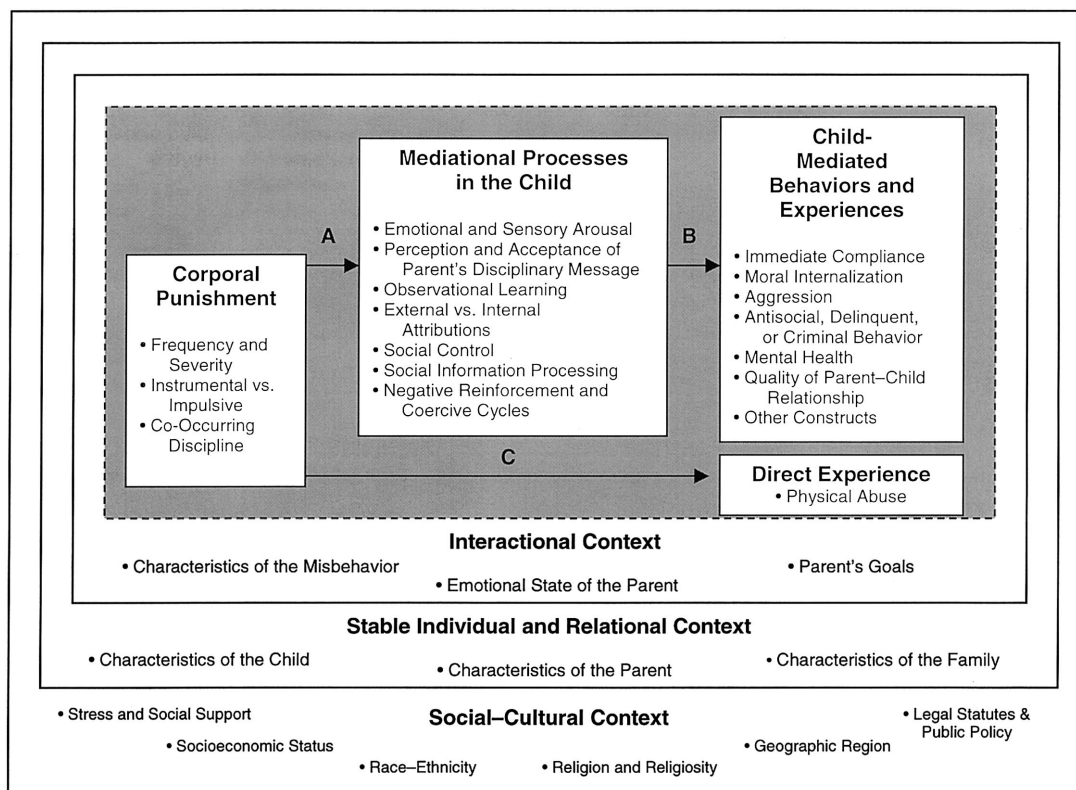 Corporal
Punishment
• Frequency and
Severity
• Instrumental vs.
Impulsive
• Co-Occurring
Discipline
A
Mediational Processes
in the Child
• Emotional and Sensory Arousal
• Perception and Acceptance of
Parent's Disciplinary Message
• Observational Learning
• External vs. Internal
Attributions
• Social Control
• Social Information Processing
• Negative Reinforcement and
Coercive Cycles
B
Child-
Mediated
Behaviors and
Experiences
• Immediate Compliance
• Moral Internalization
• Aggression
• Antisocial, Delinquent,
or Criminal Behavior
• Mental Health
• Quality of Parent–Child
Relationship
• Other Constructs
C
Direct Experience
• Physical Abuse
Interactional Context
• Characteristics of the Misbehavior
• Emotional State of the Parent
• Parent's Goals
Stable Individual and Relational Context
• Characteristics of the Child
• Characteristics of the Parent
• Characteristics of the Family
Social–Cultural Context
• Stress and Social Support
• Socioeconomic Status
• Race–Ethnicity
• Religion and Religiosity
• Geographic Region
• Legal Statutes &
Public Policy